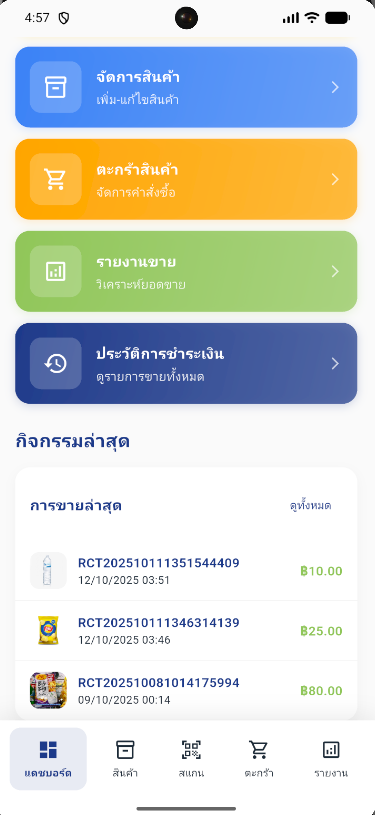 4:57
จัดการสินค้า
เพิ่ม-แก้ไขสินค้า
ตะกร้าสินค้า
จัดการคำสั่งซื้อ
รายงานขาย
วิเคราะห์ยอดขาย
ประวัติการชำระเงิน
ดูรายการขายทั้งหมด
กิจกรรมล่าสุด
การขายล่าสุด ดูทั้งหมด
RCT202510111351544409
12/10/2025 03:51
฿10.00
RCT202510111346314139
12/10/2025 03:46
฿25.00
RCT202510081014175994
09/10/2025 00:14
฿80.00
แดชบอร์ด สินค้า สแกน ตะกร้า รายงาน